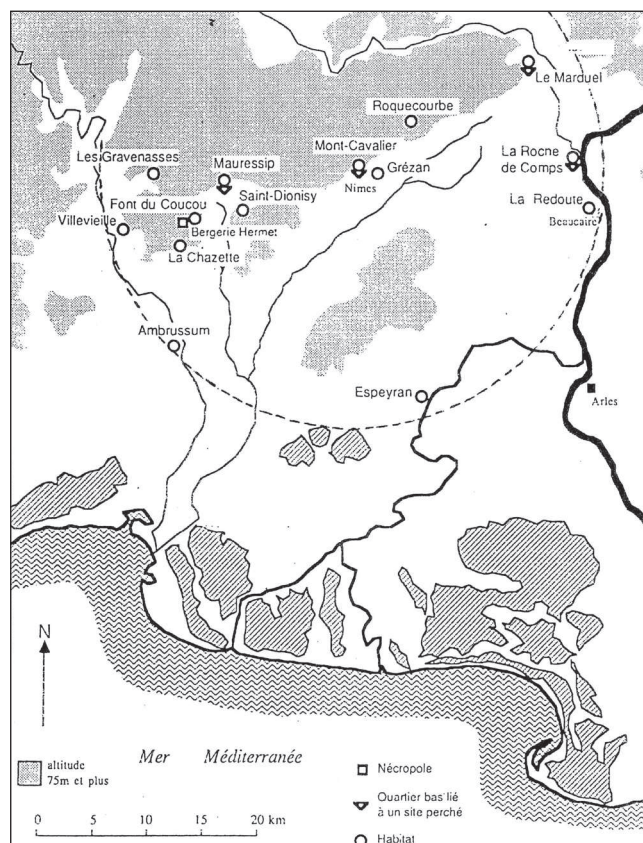 Le Marduel
Roquecourbe
Mont-Cavalier
La Roche
de Comps
Les Gravenasses
Mauressip
Grézan
Nîmes
Font du Coucou
Saint-Dionisy
La Redoute
Villevieille
Bergerie Hermet
Beaucaire
La Chazette
Ambrussum
Espeyran
Arles
N
Mer Méditerranée
altitude
75m et plus
Nécropole
Quartier bas lié
à un site perché
Habitat
0 5 10 15 20 km